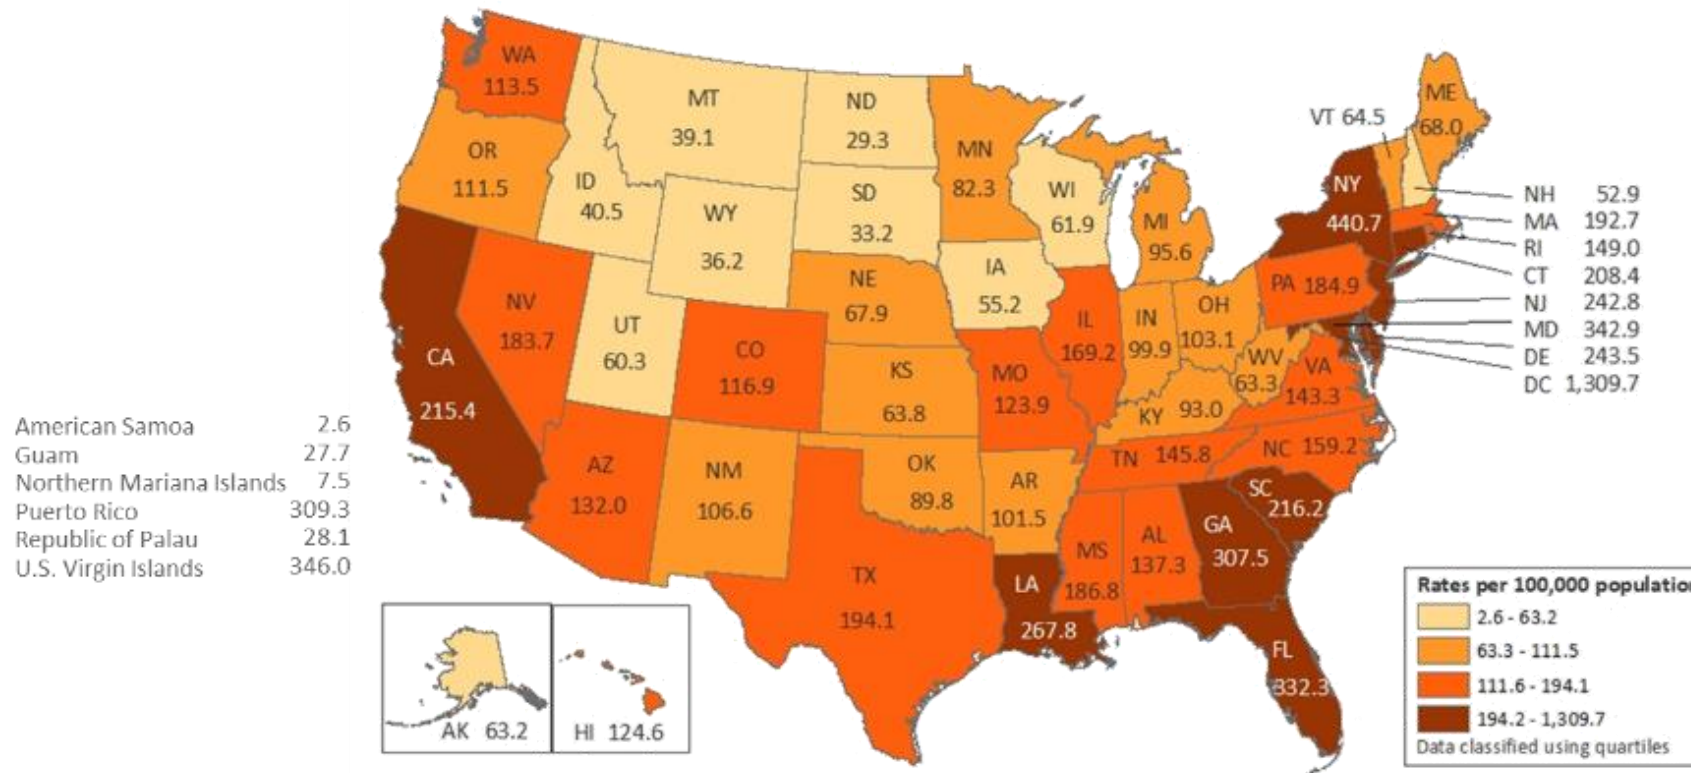 WA
113.5
MT
39.1
ND
29.3
ME
68.0
VT 64.5
OR
111.5
ID
40.5
MN
82.3
WI
61.9
SD
33.2
WY
36.2
MI
95.6
NY
440.7
NH 52.9
MA 192.7
RI 149.0
CT 208.4
NJ 242.8
MD 342.9
DE 243.5
DC 1,309.7
IA
55.2
NE
67.9
PA 184.9
NV
183.7
UT
60.3
CO
116.9
IL
169.2
IN
99.9
OH
103.1
WV
63.3
VA
143.3
CA
215.4
KS
63.8
MO
123.9
KY 93.0
American Samoa 2.6
Guam 27.7
Northern Mariana Islands 7.5
Puerto Rico 309.3
Republic of Palau 28.1
U.S. Virgin Islands 346.0
AZ
132.0
NM
106.6
OK
89.8
AR
101.5
TN 145.8
NC 159.2
SC
216.2
TX
194.1
LA
267.8
MS
186.8
AL
137.3
GA
307.5
FL
332.3
AK 63.2
HI 124.6
Rates per 100,000 population
2.6 - 63.2
63.3 - 111.5
111.6 - 194.1
194.2 - 1,309.7
Data classified using quartiles